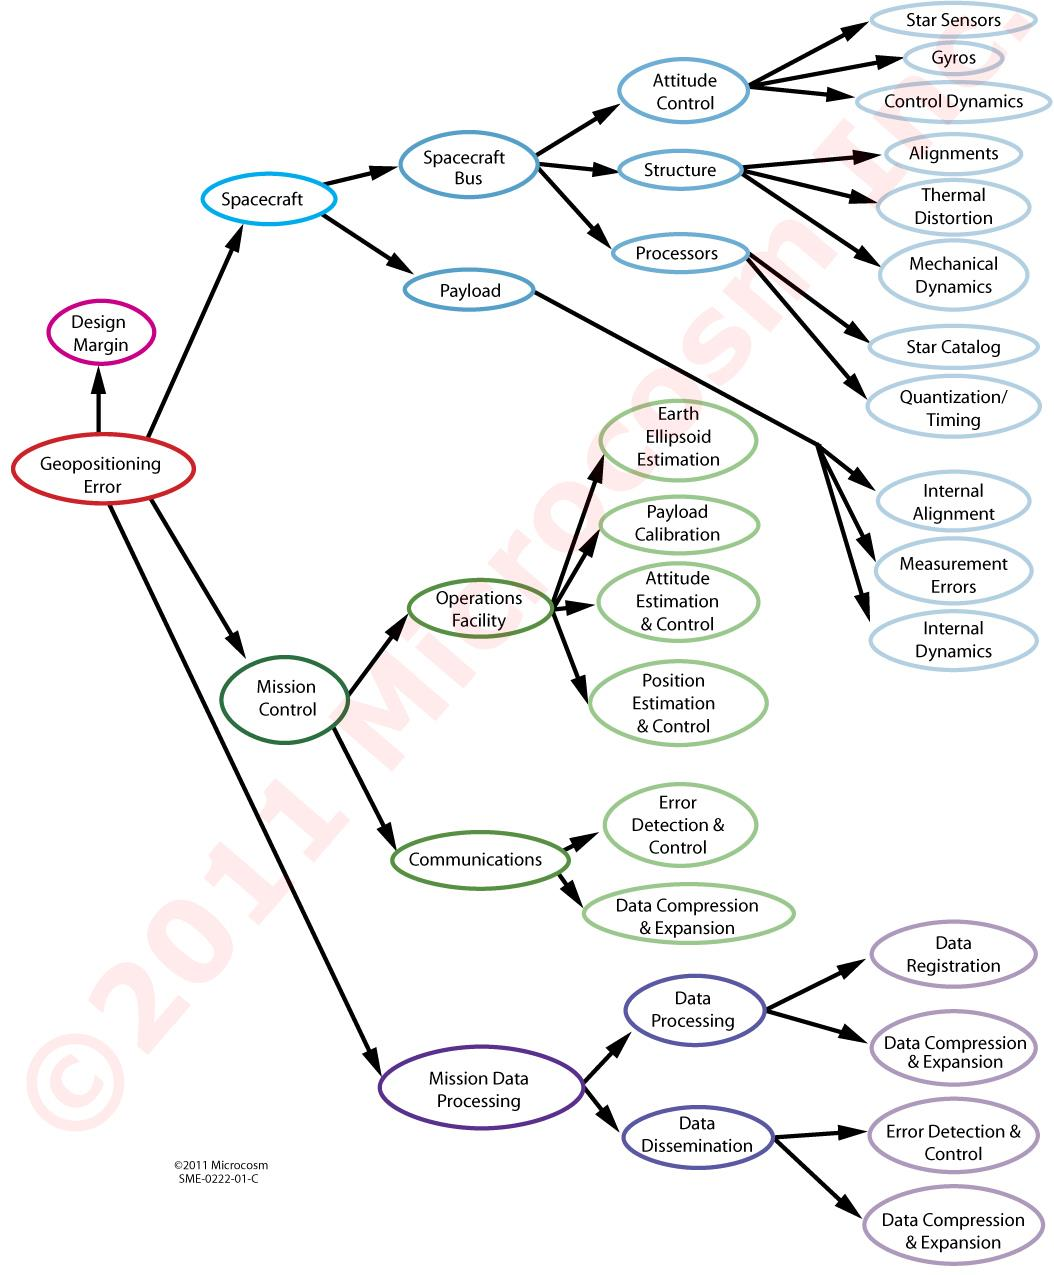 Star Sensors
Gyros
Control Dynamics
Attitude
Control
Spacecraft
Bus
Structure
Alignments
Thermal
Distortion
Mechanical
Dynamics
Spacecraft
Processors
Payload
Star Catalog
Quantization/
Timing
Design
Margin
Geopositioning
Error
Earth
Ellipsoid
Estimation
Payload
Calibration
Attitude
Estimation
& Control
Position
Estimation
& Control
Internal
Alignment
Measurement
Errors
Internal
Dynamics
Operations
Facility
Mission
Control
Communications
Error
Detection &
Control
Data Compression
& Expansion
Data
Registration
Data Compression
& Expansion
Data
Processing
Mission Data
Processing
Data
Dissemination
Error Detection &
Control
Data Compression
& Expansion
©2011 Microcosm
SME-0222-01-C
©2011 Microcosm Inc.